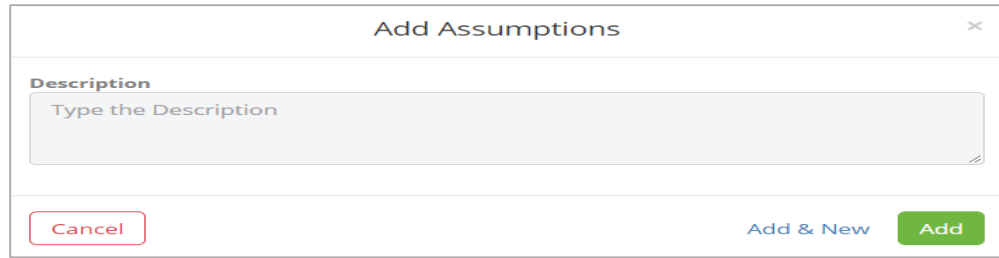 Add Assumptions ×
Description
Type the Description
Cancel Add & New Add